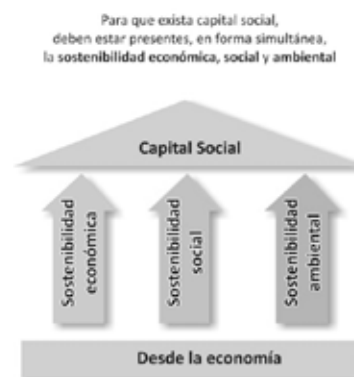 Para que exista capital social,
deben estar presentes, en forma simultánea,
la sostenibilidad económica, social y ambiental
Capital Social
Sostenibilidad
económica
Sostenibilidad
social
Sostenibilidad
ambiental
Desde la economía